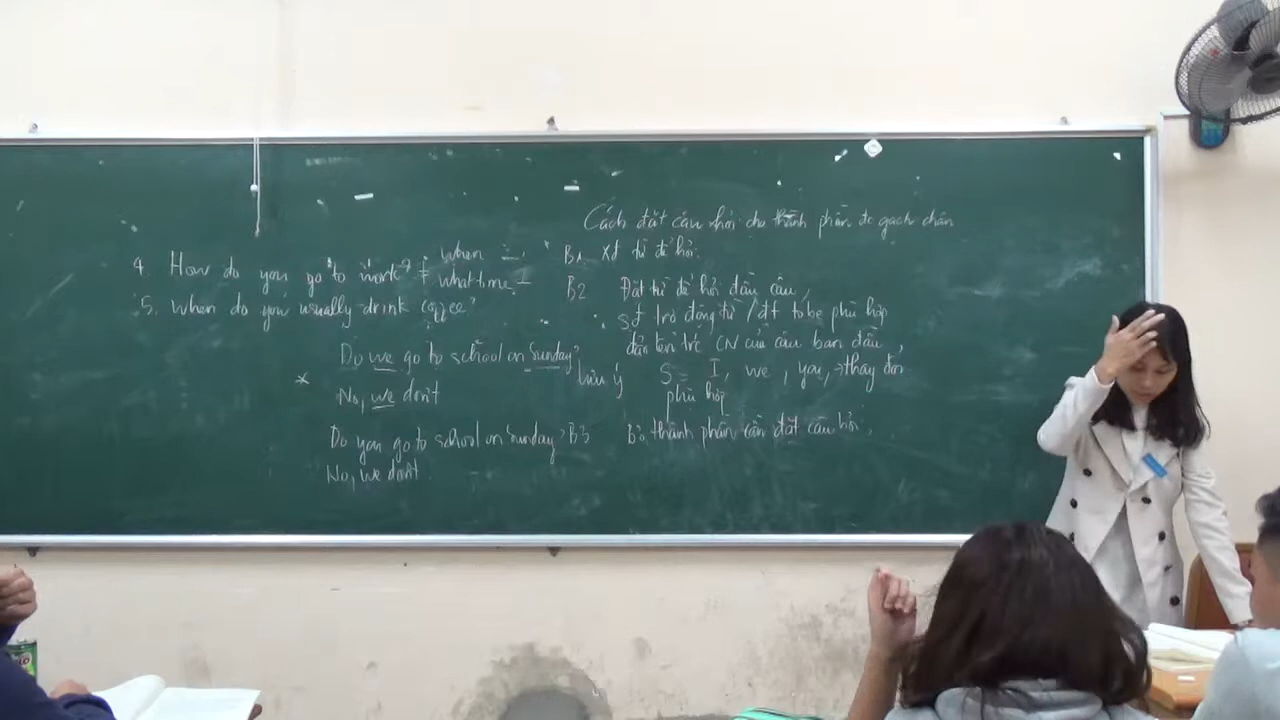 Cách đặt câu hỏi cho thành phần đc gạch chân
4. How do you go to work? + when
what time
5. When do you usually drink coffee?
Do we go to school on Sunday?
* No, we don't
Do you go to school on Sunday?
No, we don't
B1 XĐ từ để hỏi.
B2 Đặt từ để hỏi đầu câu,
trợ động từ / đt tobe phù hợp
đảo lên trc CN của câu ban đầu,
Lưu ý S = I, we, you, → thay đổi
phù hợp
B3 Bỏ thành phần cần đặt câu hỏi.